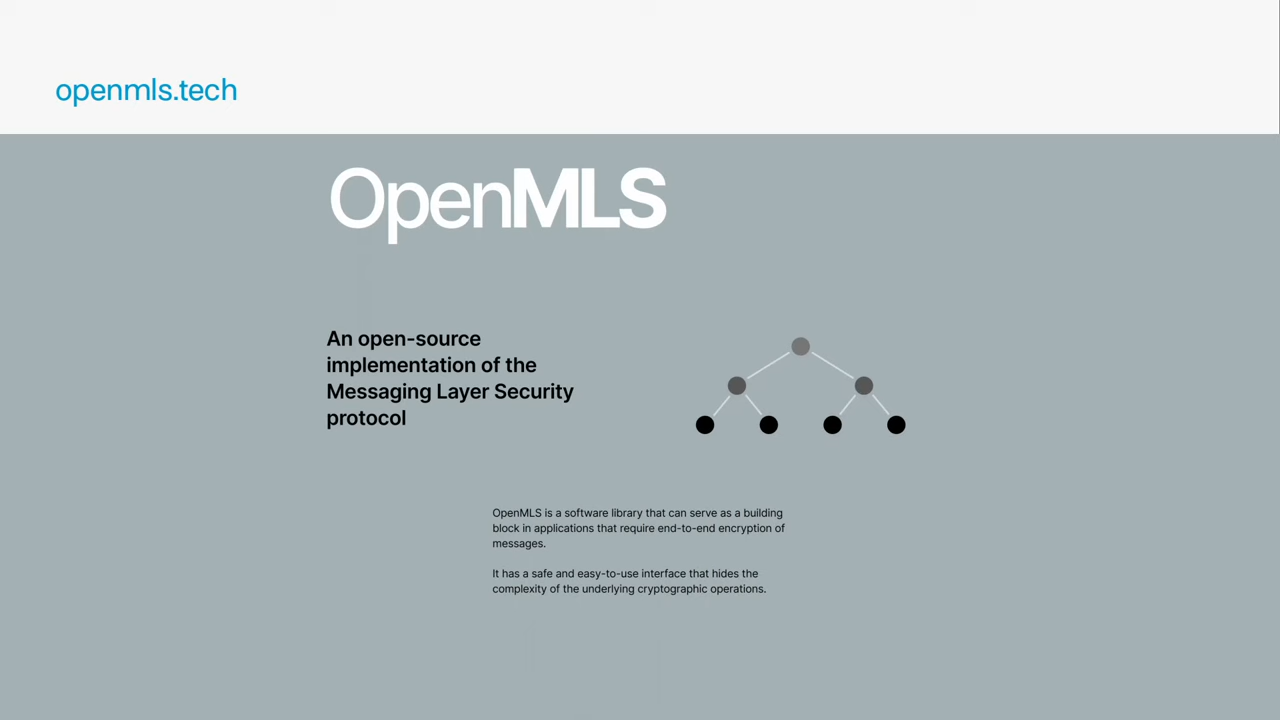 openmls.tech
OpenMLS
An open-source
implementation of the
Messaging Layer Security
protocol
OpenMLS is a software library that can serve as a building
block in applications that require end-to-end encryption of
messages.
It has a safe and easy-to-use interface that hides the
complexity of the underlying cryptographic operations.